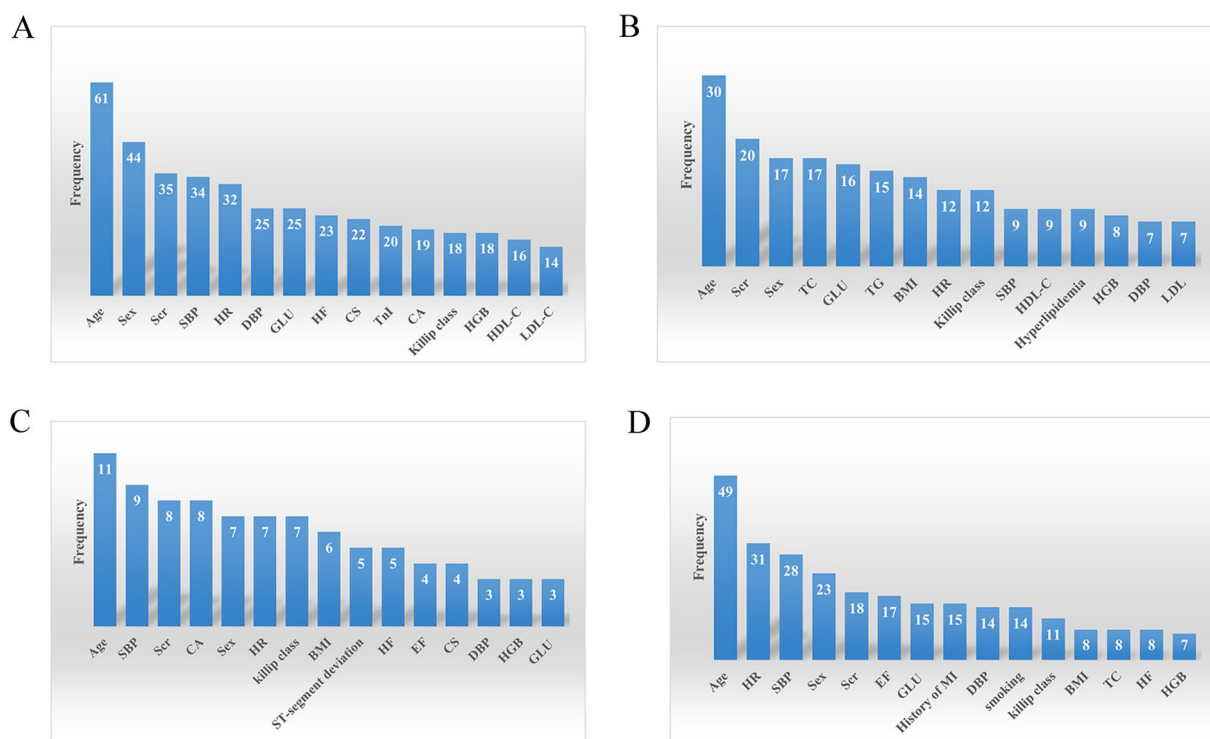 A
Frequency
61 44 35 34 32 25 25 23 22 20 19 18 18 16 14
Age Sex Scr SBP HR DBP GLU HF CS TnI CA Killip class HGB HDL-C LDL-C
B
Frequency
30 20 17 17 16 15 14 12 12 9 9 9 8 7 7
Age Scr Sex TC GLU TG BMI HR Killip class SBP HDL-C Hyperlipidemia HGB DBP LDL
C
Frequency
11 9 8 8 7 7 7 6 5 5 4 4 3 3 3
Age SBP Scr CA Sex HR killip class BMI ST-segment deviation HF EF CS DBP HGB GLU
D
Frequency
49 31 28 23 18 17 15 15 14 14 11 8 8 8 7
Age HR SBP Sex Scr EF GLU History of MI DBP smoking killip class BMI TC HF HGB